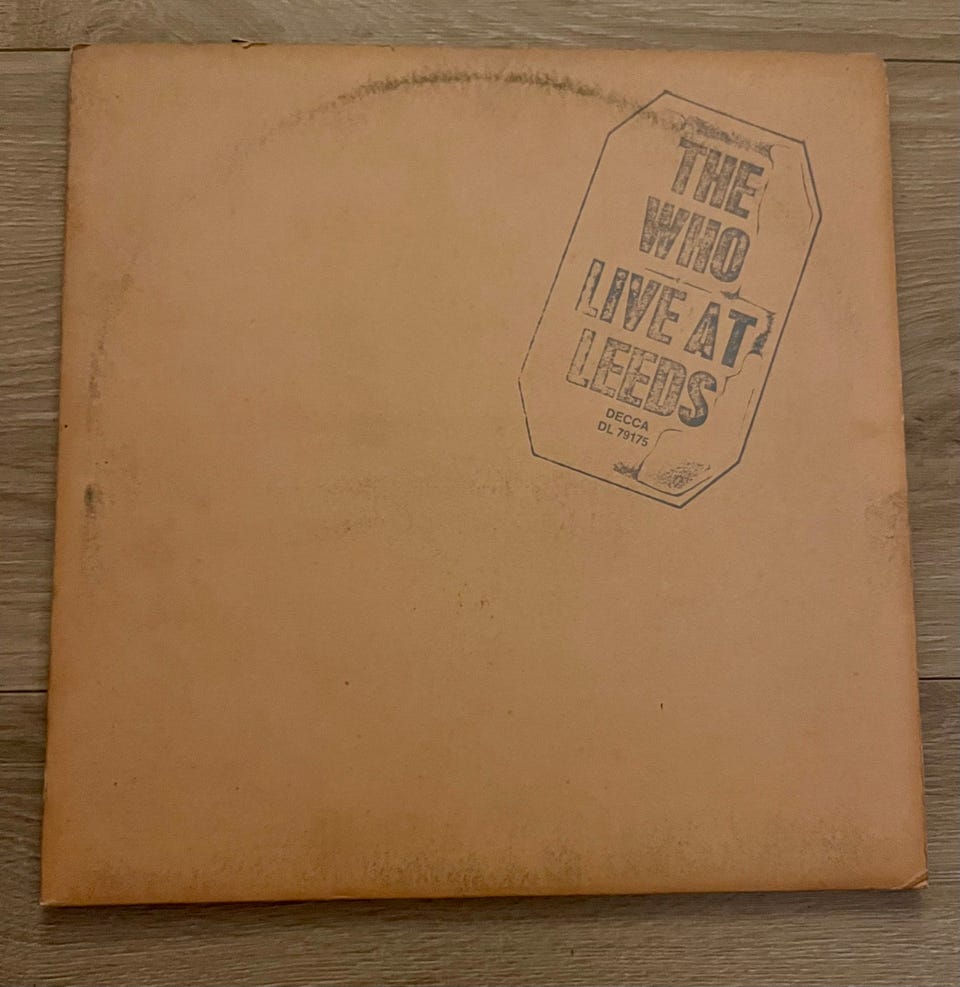 THE
WHO
LIVE AT
LEEDS
DECCA
DL 79175